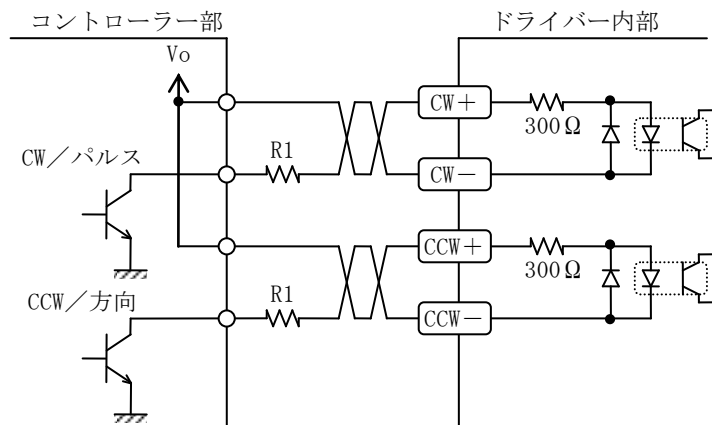 コントローラー部
ドライバー内部
Vo
CW+
300Ω
CW/パルス
R1
CW−
CCW+
300Ω
CCW/方向
R1
CCW−